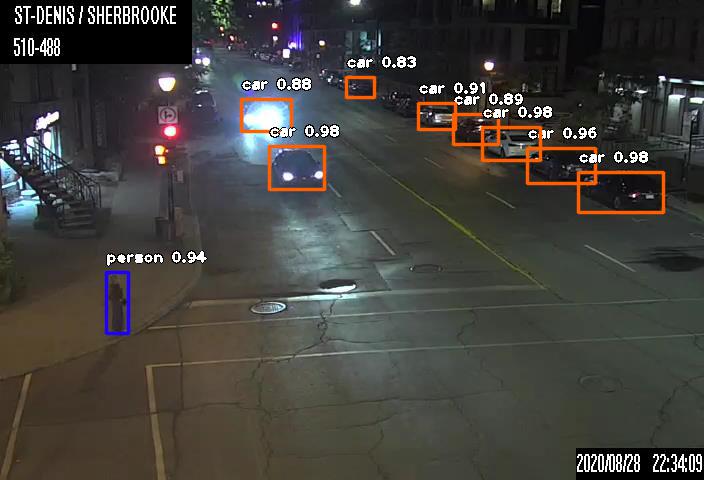 ST-DENIS / SHERBROOKE
510-488
car 0.83
car 0.88
car 0.91
car 0.89
car 0.98
car 0.98
car 0.96
car 0.98
person 0.94
2020/08/28 22:34:09